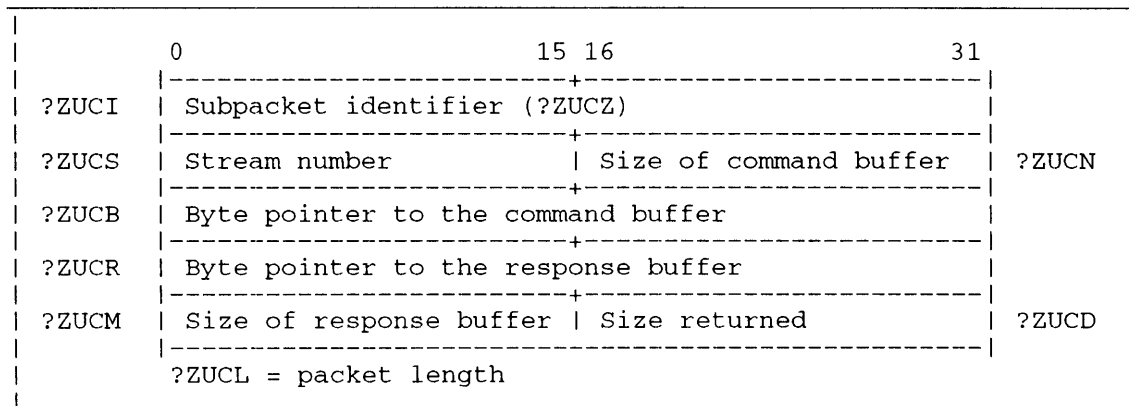 0 15 16 31
?ZUCI Subpacket identifier (?ZUCZ)
?ZUCS Stream number | Size of command buffer ?ZUCN
?ZUCB Byte pointer to the command buffer
?ZUCR Byte pointer to the response buffer
?ZUCM Size of response buffer | Size returned ?ZUCD
?ZUCL = packet length